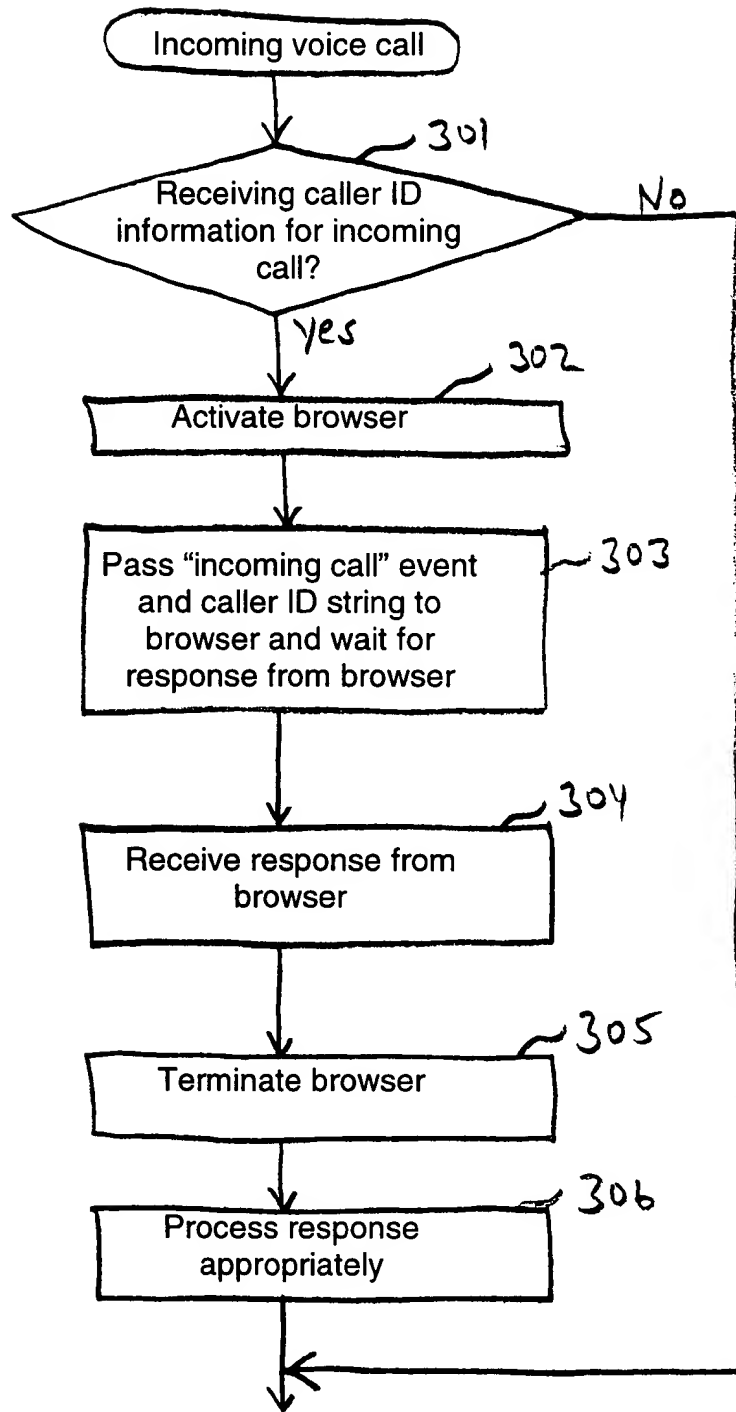 Incoming voice call
301
Receiving caller ID
information for incoming
call?
No
yes
302
Activate browser
Pass “incoming call” event
and caller ID string to
browser and wait for
response from browser
303
304
Receive response from
browser
305
Terminate browser
306
Process response
appropriately